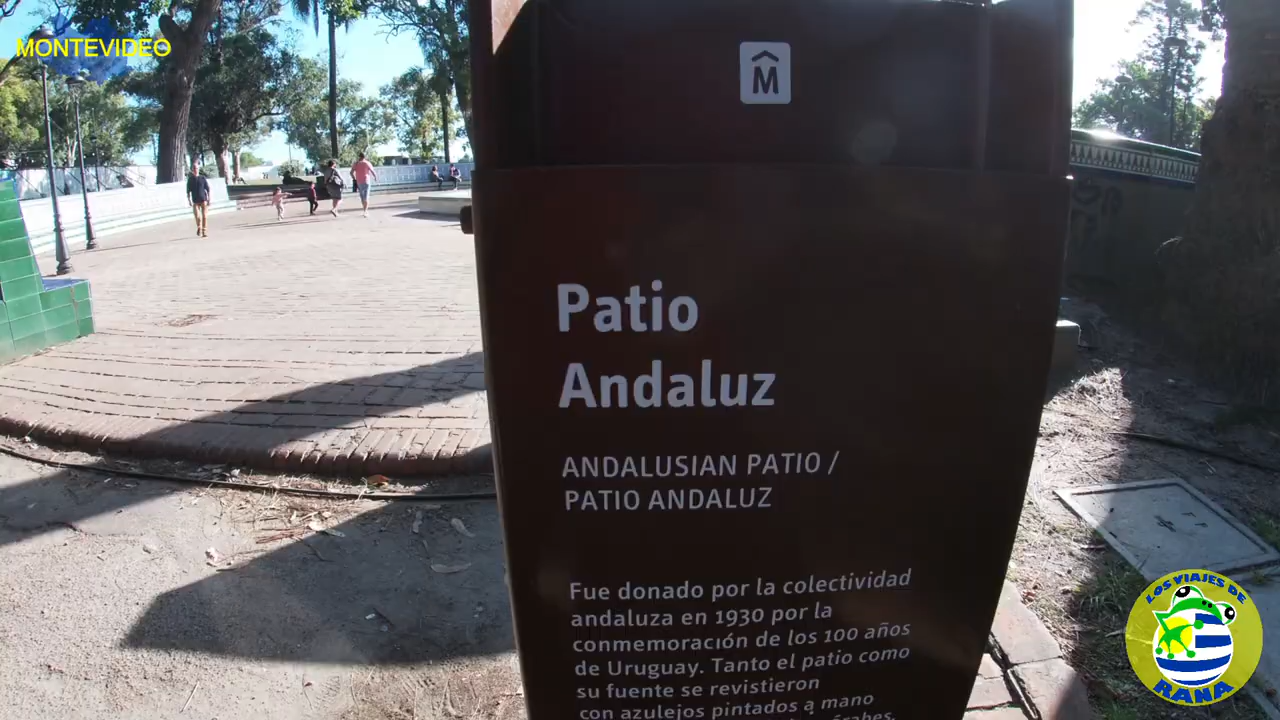 MONTEVIDEO
M
Patio
Andaluz
ANDALUSIAN PATIO /
PATIO ANDALUZ
Fue donado por la colectividad
andaluza en 1930 por la
conmemoración de los 100 años
de Uruguay. Tanto el patio como
su fuente se revistieron
con azulejos pintados a mano
LOS VIAJES DE
RANA